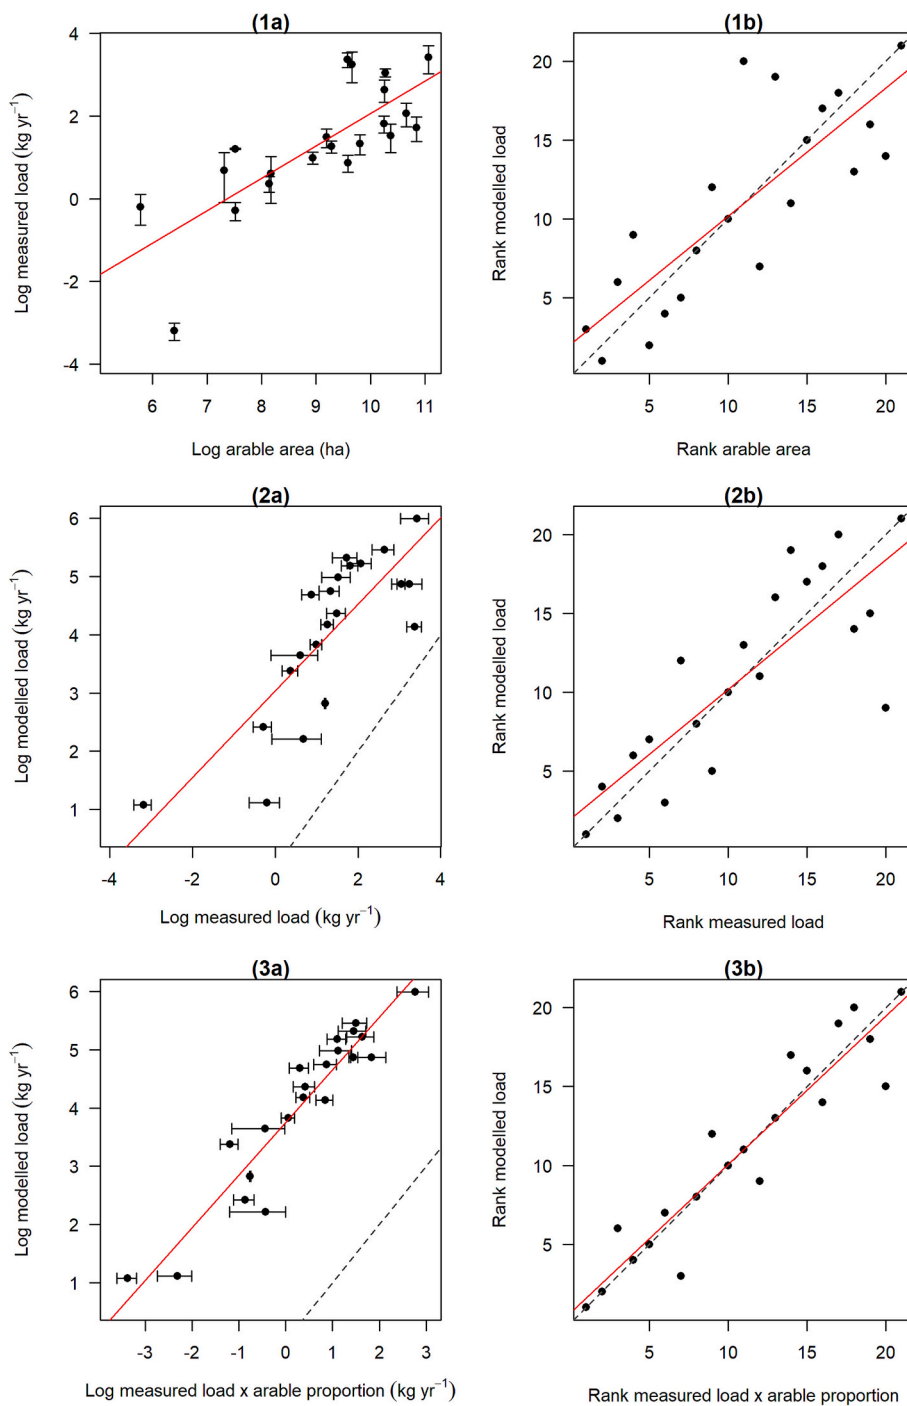 (1a)
4
2
0
-2
-4
Log measured load (kg yr⁻¹)
6 7 8 9 10 11
Log arable area (ha)
(1b)
20
15
10
5
Rank modelled load
5 10 15 20
Rank arable area
(2a)
6
5
4
3
2
1
Log modelled load (kg yr⁻¹)
-4 -2 0 2 4
Log measured load (kg yr⁻¹)
(2b)
20
15
10
5
Rank modelled load
5 10 15 20
Rank measured load
(3a)
6
5
4
3
2
1
Log modelled load (kg yr⁻¹)
-3 -2 -1 0 1 2 3
Log measured load x arable proportion (kg yr⁻¹)
(3b)
20
15
10
5
Rank modelled load
5 10 15 20
Rank measured load x arable proportion